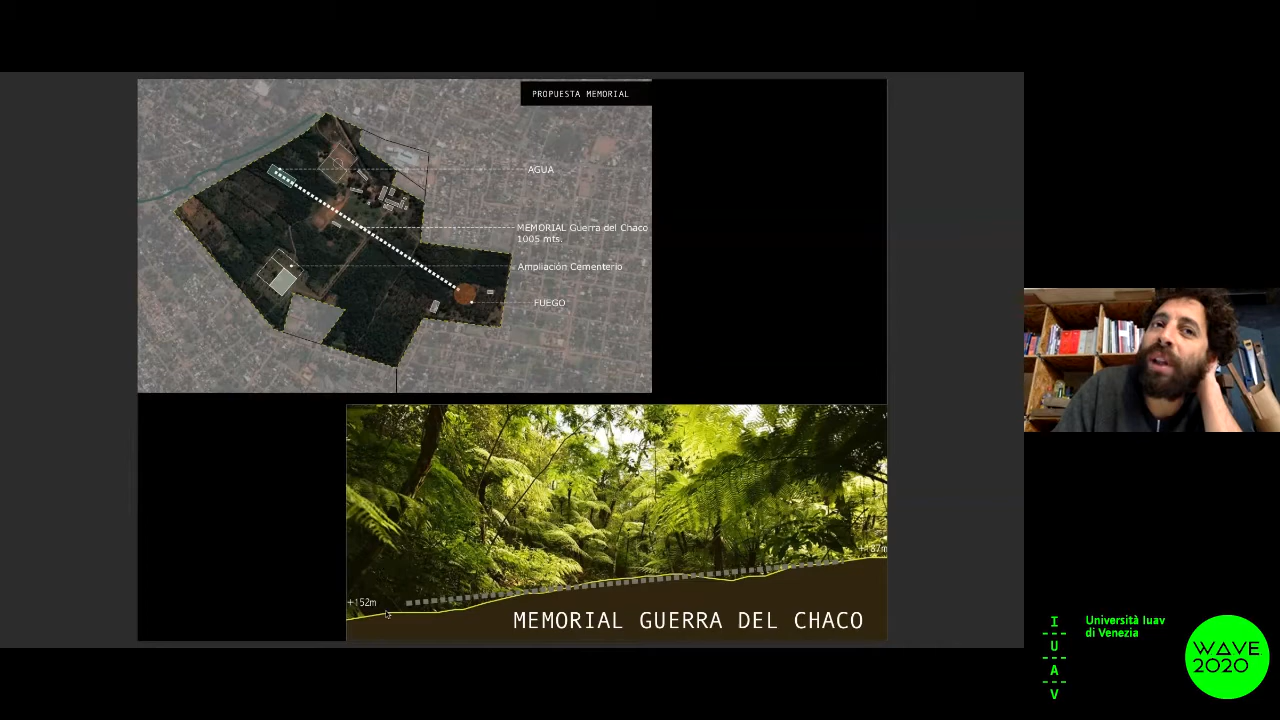 PROPUESTA MEMORIAL
AGUA
MEMORIAL Guerra del Chaco
1005 mts.
Ampliación Cementerio
FUEGO
+187m
+152m
MEMORIAL GUERRA DEL CHACO
I
U
A
V
Università Iuav
di Venezia
WAVE
2020